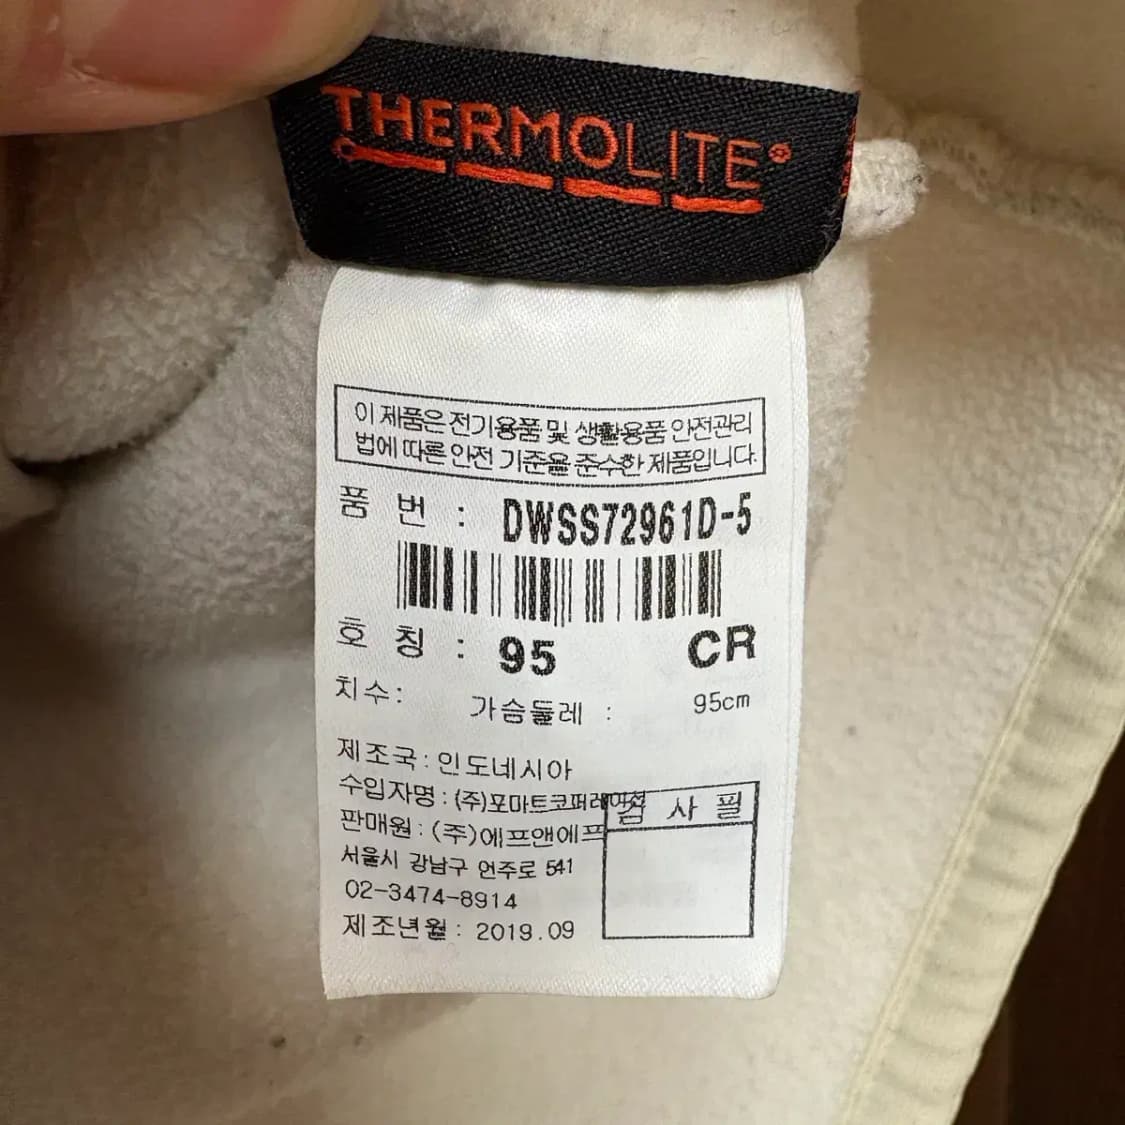 THERMOLITE®
이 제품은 전기용품 및 생활용품 안전관리
법에 따른 안전 기준을 준수한 제품입니다.
품 번 : DWSS72961D-5
호 칭 : 95 CR
치수: 가슴둘레 : 95cm
제조국 : 인도네시아
수입자명 : (주)포마트코퍼레이션
검 사 필
판매원 : (주)에프앤에프
서울시 강남구 언주로 541
02-3474-8914
제조년월 : 2019.09